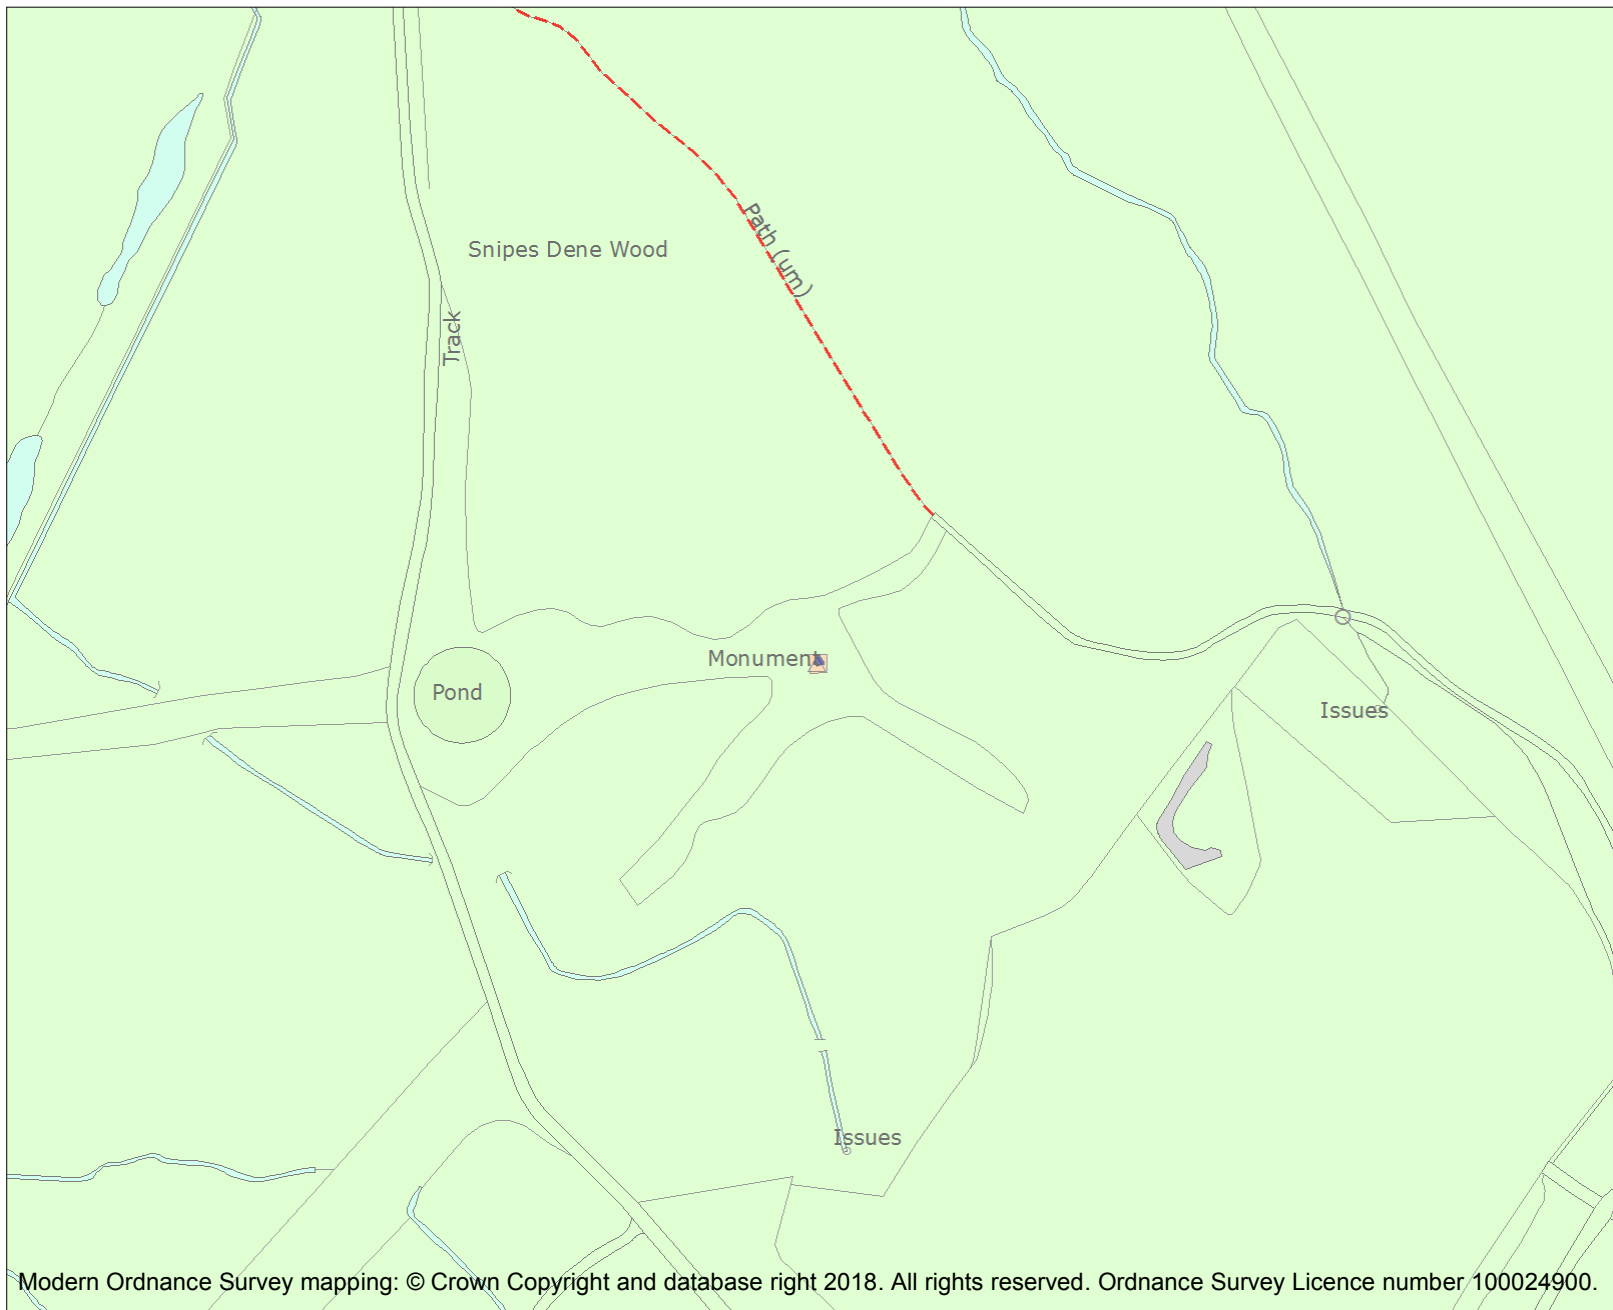 Path (um)
Snipes Dene Wood
Track
Monument
Pond
Issues
Issues
Modern Ordnance Survey mapping: © Crown Copyright and database right 2018. All rights reserved. Ordnance Survey Licence number 100024900.